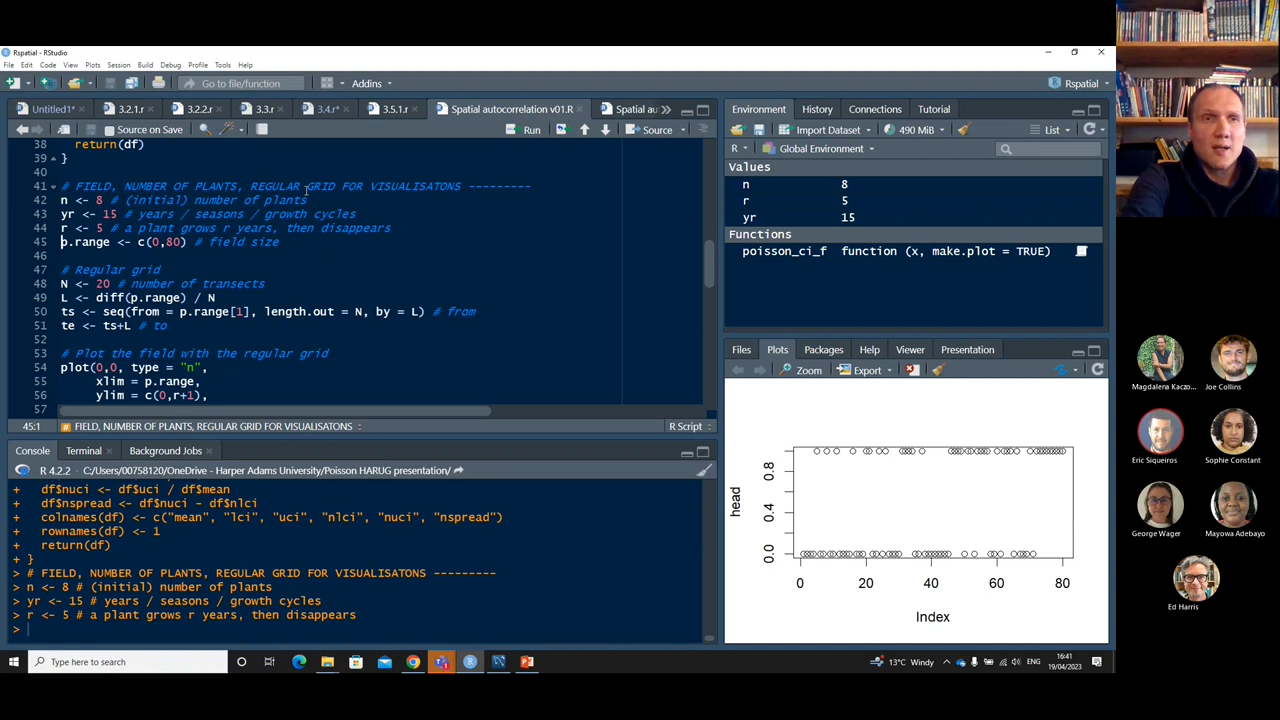 Rspatial - RStudio
File Edit Code View Plots Session Build Debug Profile Tools Help
Go to file/function
Addins
Rspatial
Untitled1*
3.2.1.r
3.2.2.r
3.3.r
3.4.r*
3.5.1.r
Spatial autocorrelation v01.R
Spatial au
Source on Save
Run
Source
38 return(df)
39 }
40
41 # FIELD, NUMBER OF PLANTS, REGULAR GRID FOR VISUALISATONS ---------
42 n <- 8 # (initial) number of plants
43 yr <- 15 # years / seasons / growth cycles
44 r <- 5 # a plant grows r years, then disappears
45 p.range <- c(0,80) # field size
46
47 # Regular grid
48 N <- 20 # number of transects
49 L <- diff(p.range) / N
50 ts <- seq(from = p.range[1], length.out = N, by = L) # from
51 te <- ts+L # to
52
53 # Plot the field with the regular grid
54 plot(0,0, type = "n",
55 xlim = p.range,
56 ylim = c(0,r+1),
57
45:1 FIELD, NUMBER OF PLANTS, REGULAR GRID FOR VISUALISATONS
R Script
Console Terminal Background Jobs
R 4.2.2 · C:/Users/00758120/OneDrive - Harper Adams University/Poisson HARUG presentation/
+ df$nuci <- df$uci / df$mean
+ df$nspread <- df$nuci - df$nlci
+ colnames(df) <- c("mean", "lci", "uci", "nlci", "nuci", "nspread")
+ rownames(df) <- 1
+ return(df)
+ }
> # FIELD, NUMBER OF PLANTS, REGULAR GRID FOR VISUALISATONS ---------
> n <- 8 # (initial) number of plants
> yr <- 15 # years / seasons / growth cycles
> r <- 5 # a plant grows r years, then disappears
>
Environment History Connections Tutorial
Import Dataset
490 MiB
List
R
Global Environment
Values
n 8
r 5
yr 15
Functions
poisson_ci_f function (x, make.plot = TRUE)
Files Plots Packages Help Viewer Presentation
Zoom
Export
head
0.0 0.4 0.8
0 20 40 60 80
Index
Magdalena Kaczo...
Joe Collins
Eric Siqueiros
Sophie Constant
George Wager
Mayowa Adebayo
Ed Harris
Type here to search
13°C Windy
ENG
16:41
19/04/2023